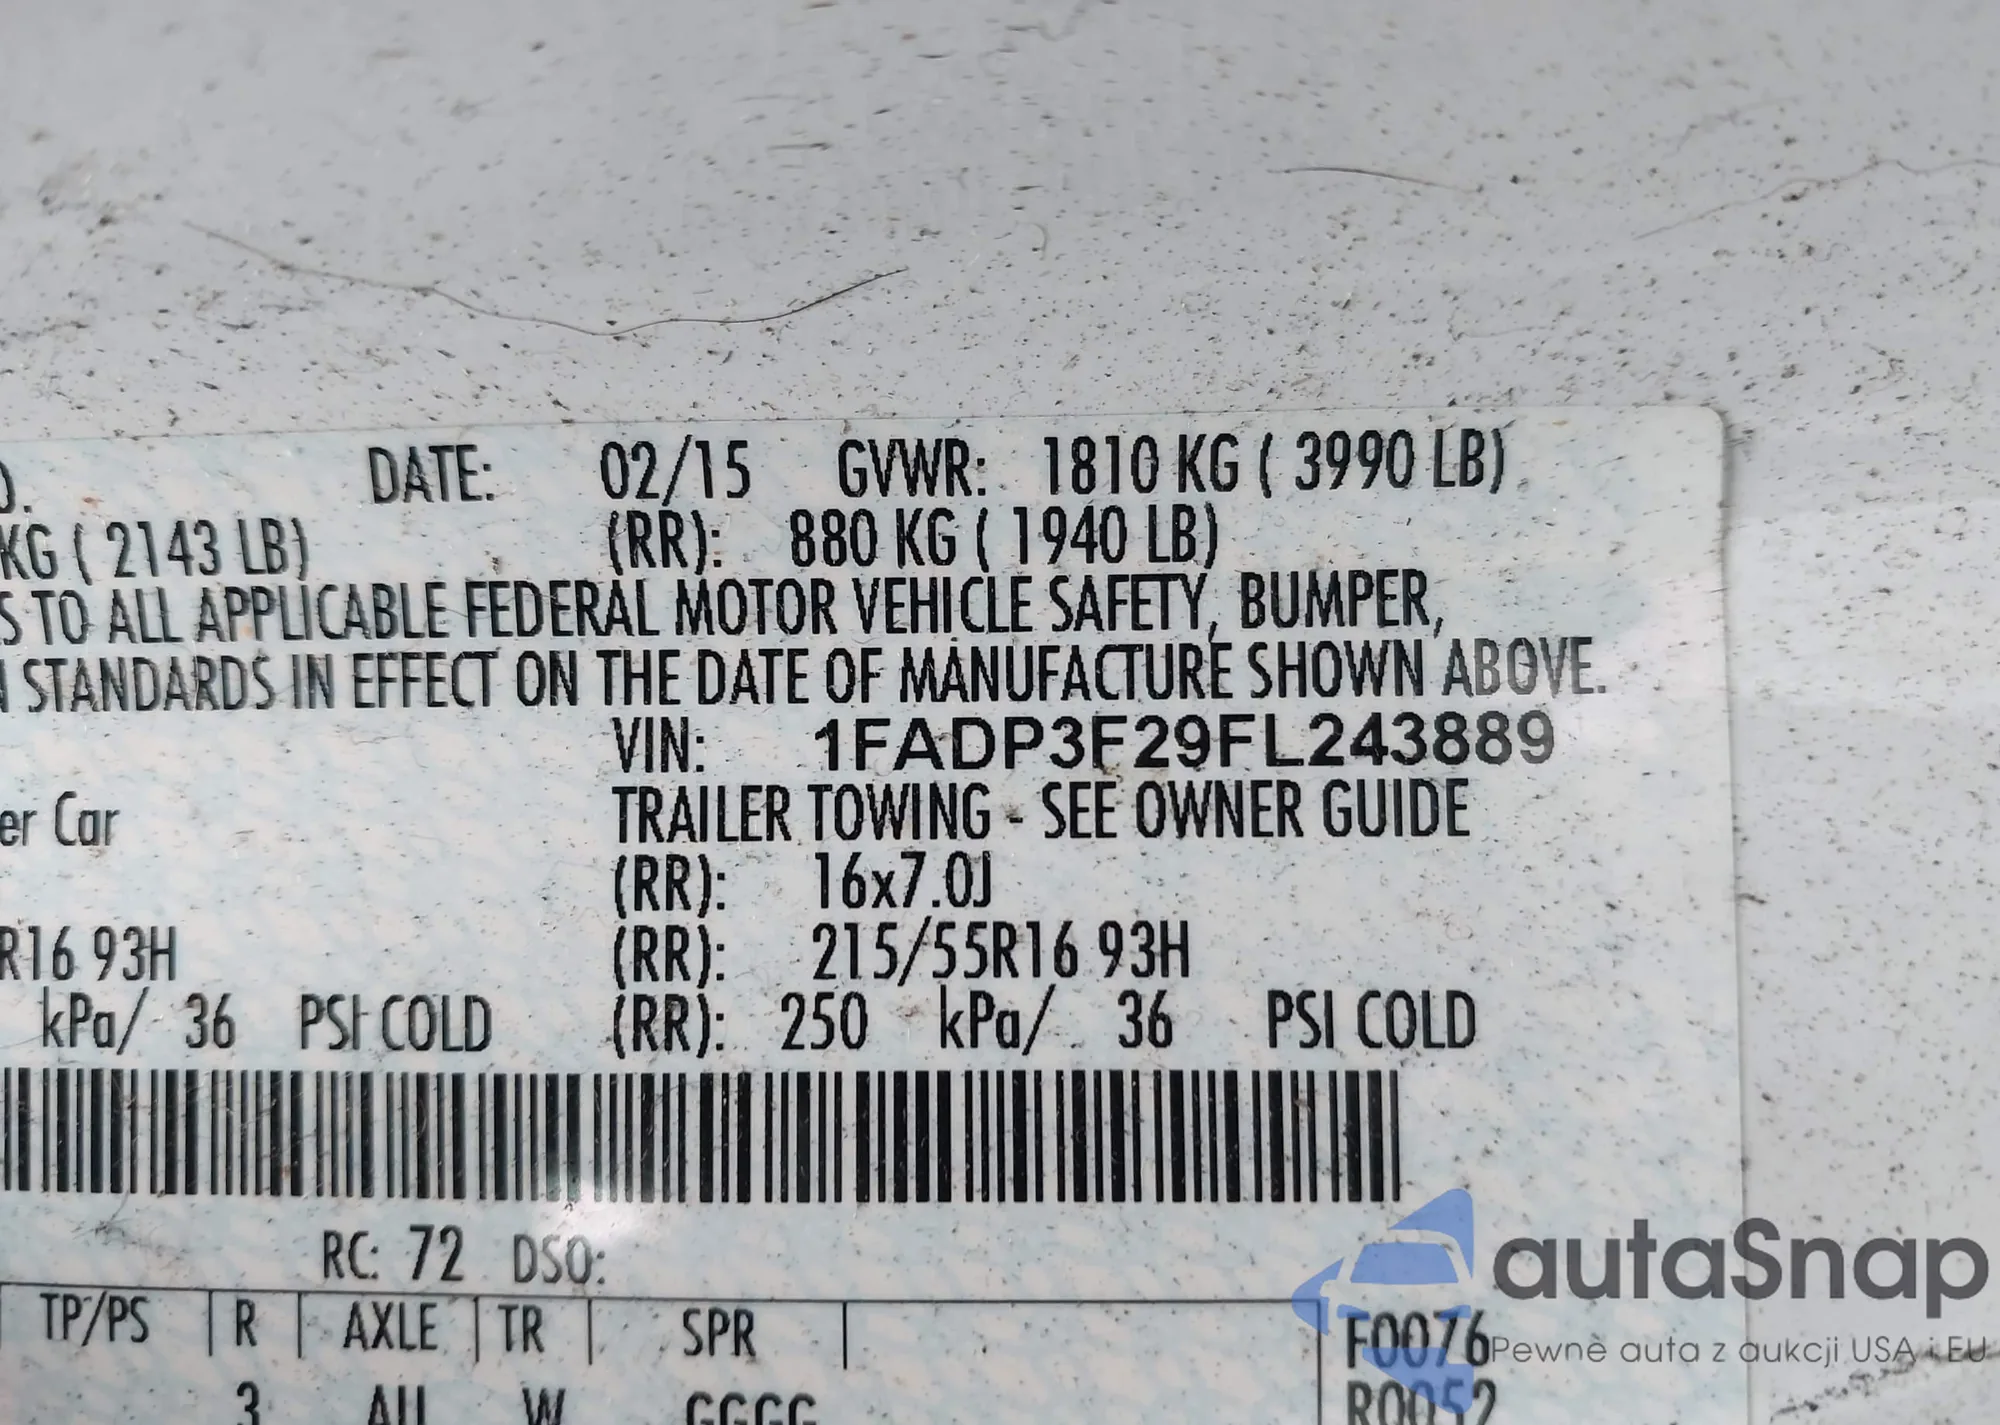 DATE: 02/15 GVWR: 1810 KG ( 3990 LB)
KG ( 2143 LB) (RR): 880 KG ( 1940 LB)
S TO ALL APPLICABLE FEDERAL MOTOR VEHICLE SAFETY, BUMPER,
STANDARDS IN EFFECT ON THE DATE OF MANUFACTURE SHOWN ABOVE.
VIN: 1FADP3F29FL243889
er Car TRAILER TOWING - SEE OWNER GUIDE
(RR): 16x7.0J
R16 93H (RR): 215/55R16 93H
kPa/ 36 PSI COLD (RR): 250 kPa/ 36 PSI COLD
RC: 72 DSO:
TP/PS R AXLE TR SPR F0076
3 W GGGG R0052
autaSnap
Pewne auta z aukcji USA i EU